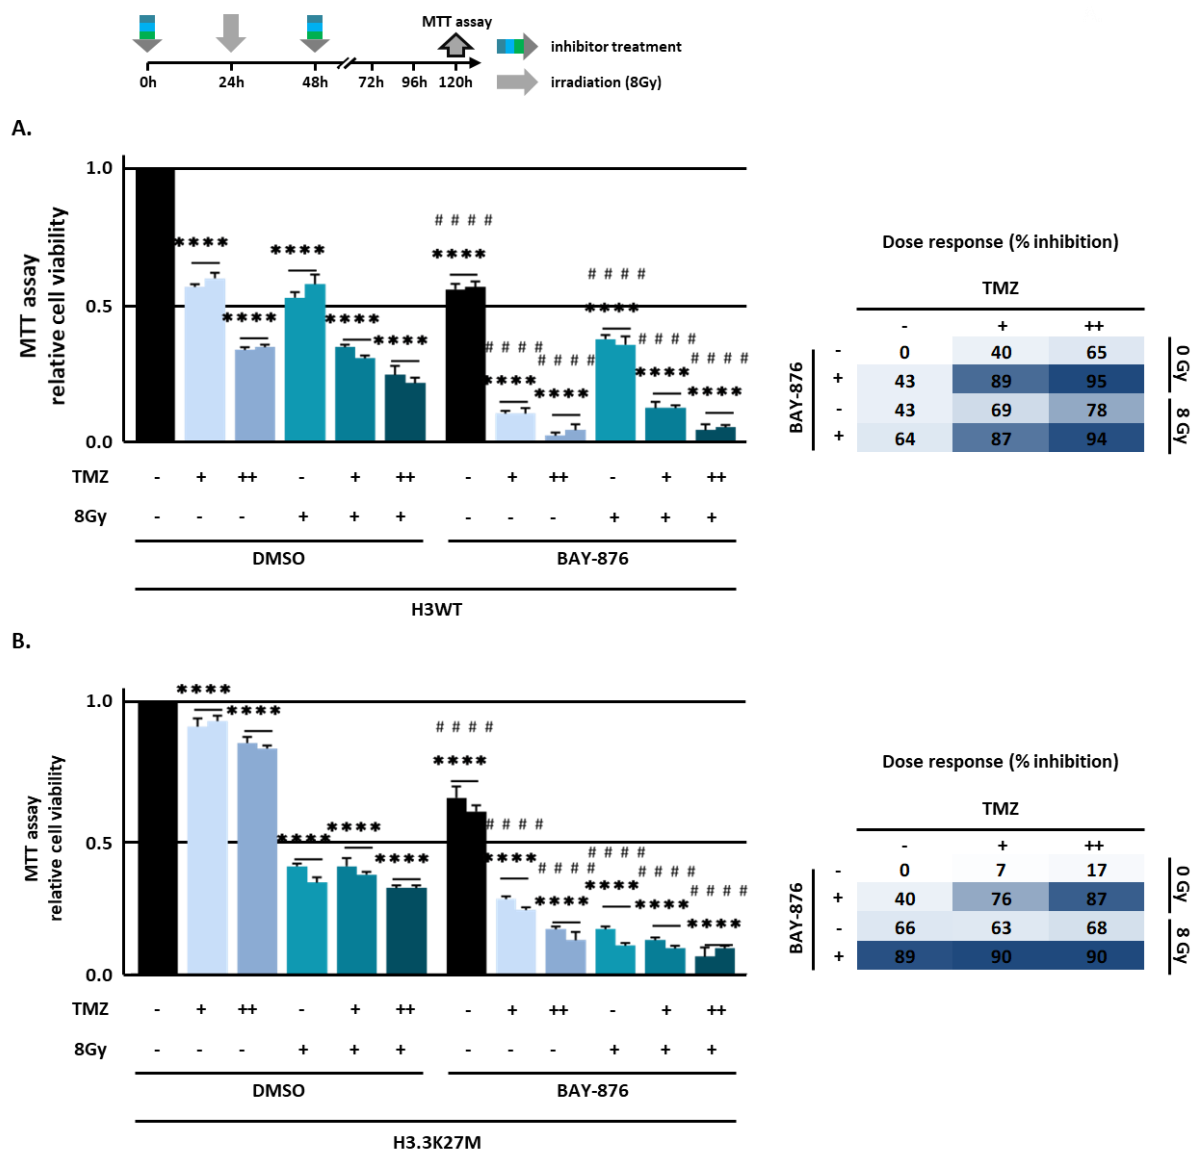 MTT assay
inhibitor treatment
0h 24h 48h 72h 96h 120h
irradiation (8Gy)
A.
MTT assay
relative cell viability
1.0
0.5
0.0
# # # #
**** **** ****
# # # #
**** **** ****
****
# # # # # # # # # # # # # # # #
**** **** **** **** ****
TMZ - + ++ - + ++ - + ++ - + ++
8Gy - - - + + + - - - + + +
DMSO BAY-876
H3WT
Dose response (% inhibition)
TMZ
- + ++
BAY-876
- 0 40 65
+ 43 89 95
- 43 69 78
+ 64 87 94
0 Gy
8 Gy
B.
MTT assay
relative cell viability
1.0
0.5
0.0
**** ****
# # # #
****
**** **** ****
# # # # # # # # # # # # # # # # # # # #
**** **** **** **** ****
TMZ - + ++ - + ++ - + ++ - + ++
8Gy - - - + + + - - - + + +
DMSO BAY-876
H3.3K27M
Dose response (% inhibition)
TMZ
- + ++
BAY-876
- 0 7 17
+ 40 76 87
- 66 63 68
+ 89 90 90
0 Gy
8 Gy